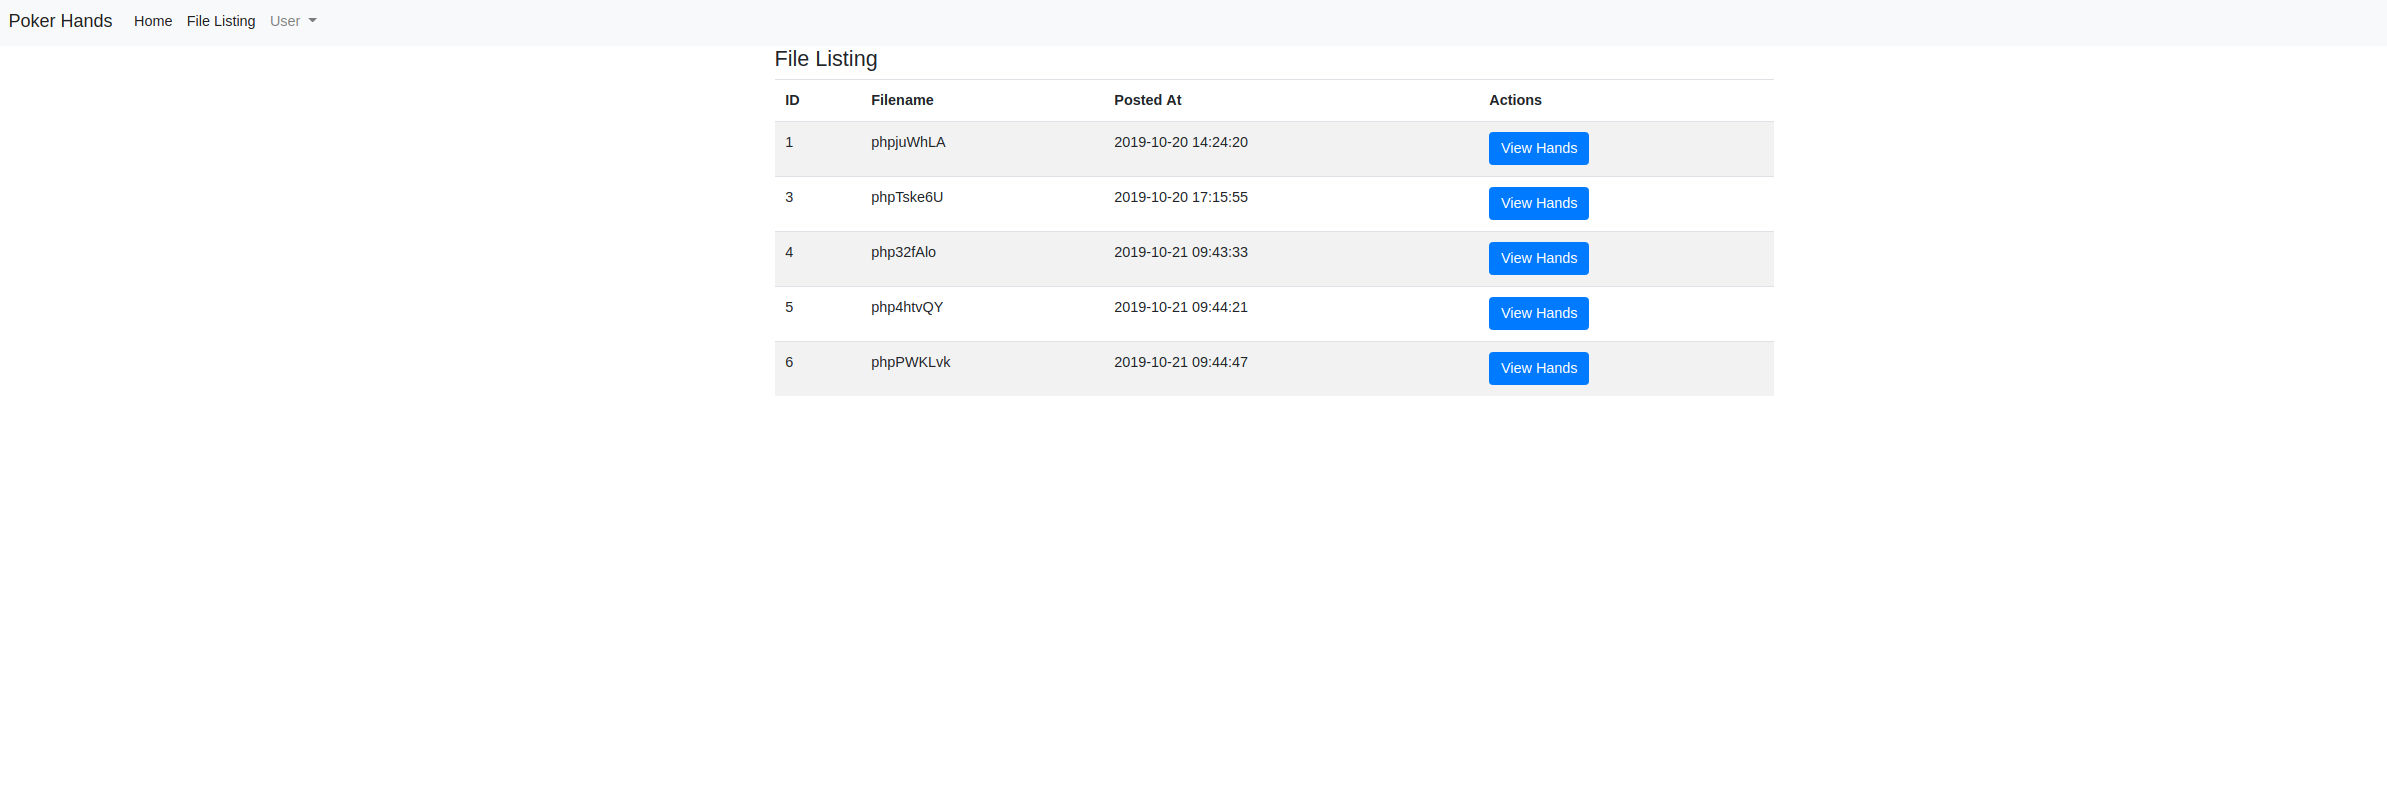 Poker Hands Home File Listing User
File Listing
ID Filename Posted At Actions
1 phpjuWhLA 2019-10-20 14:24:20 View Hands
3 phpTske6U 2019-10-20 17:15:55 View Hands
4 php32fAlo 2019-10-21 09:43:33 View Hands
5 php4htvQY 2019-10-21 09:44:21 View Hands
6 phpPWKLvk 2019-10-21 09:44:47 View Hands